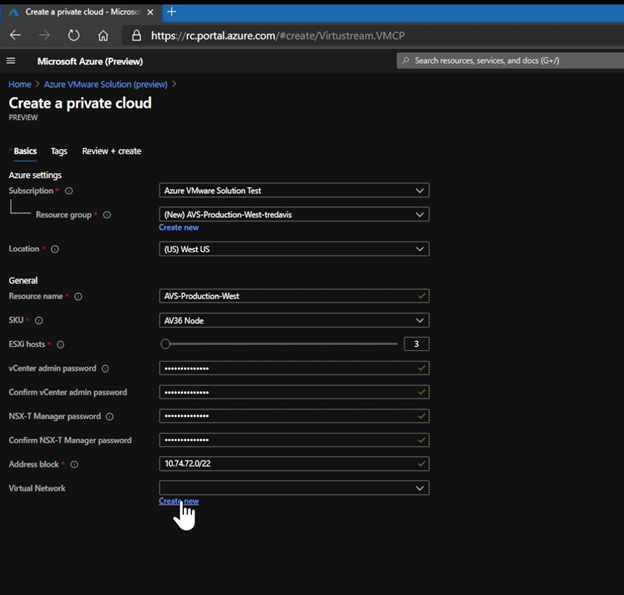 Create a private cloud - Microso
https://rc.portal.azure.com/#create/Virtustream.VMCP
Microsoft Azure (Preview)
Search resources, services, and docs (G+/)
Home > Azure VMware Solution (preview) >
Create a private cloud
PREVIEW
* Basics Tags Review + create
Azure settings
Subscription * Azure VMware Solution Test
Resource group * (New) AVS-Production-West-tredavis
Create new
Location * (US) West US
General
Resource name * AVS-Production-West
SKU * AV36 Node
ESXi hosts * 3
vCenter admin password ••••••••••••••
Confirm vCenter admin password ••••••••••••••
NSX-T Manager password ••••••••••••••
Confirm NSX-T Manager password ••••••••••••••
Address block * 10.74.72.0/22
Virtual Network
Create new